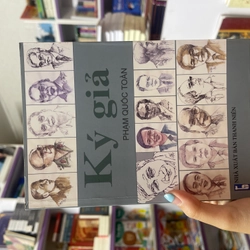 Ký giả
PHẠM QUỐC TOÀN
NHÀ XUẤT BẢN THANH NIÊN